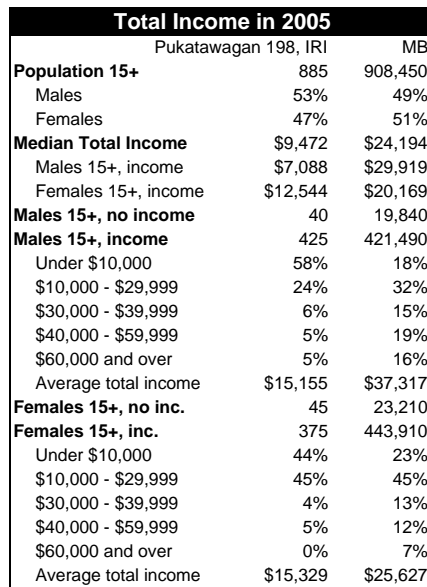 Total Income in 2005
Pukatawagan 198, IRI MB
Population 15+ 885 908,450
Males 53% 49%
Females 47% 51%
Median Total Income $9,472 $24,194
Males 15+, income $7,088 $29,919
Females 15+, income $12,544 $20,169
Males 15+, no income 40 19,840
Males 15+, income 425 421,490
Under $10,000 58% 18%
$10,000 - $29,999 24% 32%
$30,000 - $39,999 6% 15%
$40,000 - $59,999 5% 19%
$60,000 and over 5% 16%
Average total income $15,155 $37,317
Females 15+, no inc. 45 23,210
Females 15+, inc. 375 443,910
Under $10,000 44% 23%
$10,000 - $29,999 45% 45%
$30,000 - $39,999 4% 13%
$40,000 - $59,999 5% 12%
$60,000 and over 0% 7%
Average total income $15,329 $25,627